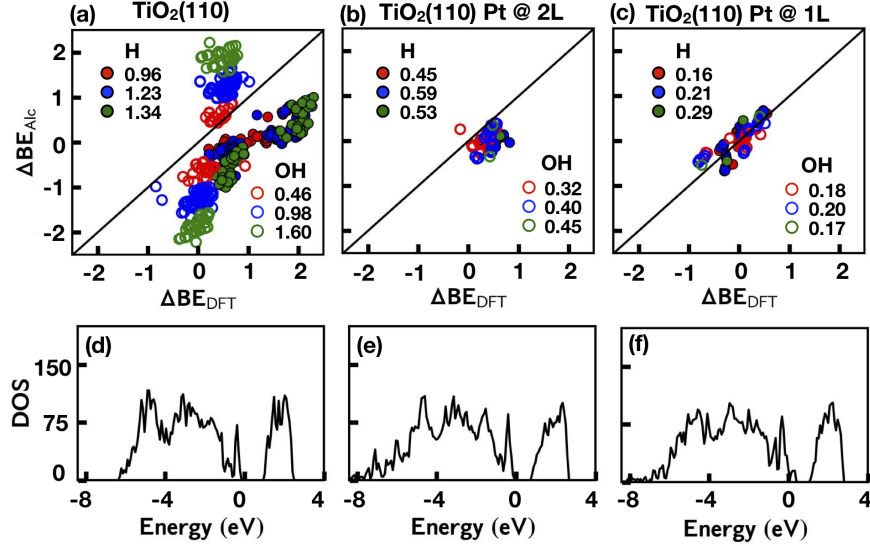 (a) TiO₂(110)
(b) TiO₂(110) Pt @ 2L
(c) TiO₂(110) Pt @ 1L
ΔBE_Alc
2
1
0
-1
-2
H
0.96
1.23
1.34
OH
0.46
0.98
1.60
H
0.45
0.59
0.53
OH
0.32
0.40
0.45
H
0.16
0.21
0.29
OH
0.18
0.20
0.17
-2 -1 0 1 2
-2 -1 0 1 2
-2 -1 0 1 2
ΔBE_DFT
ΔBE_DFT
ΔBE_DFT
(d)
(e)
(f)
DOS
150
75
0
-8 -4 0 4
-8 -4 0 4
-8 -4 0 4
Energy (eV)
Energy (eV)
Energy (eV)